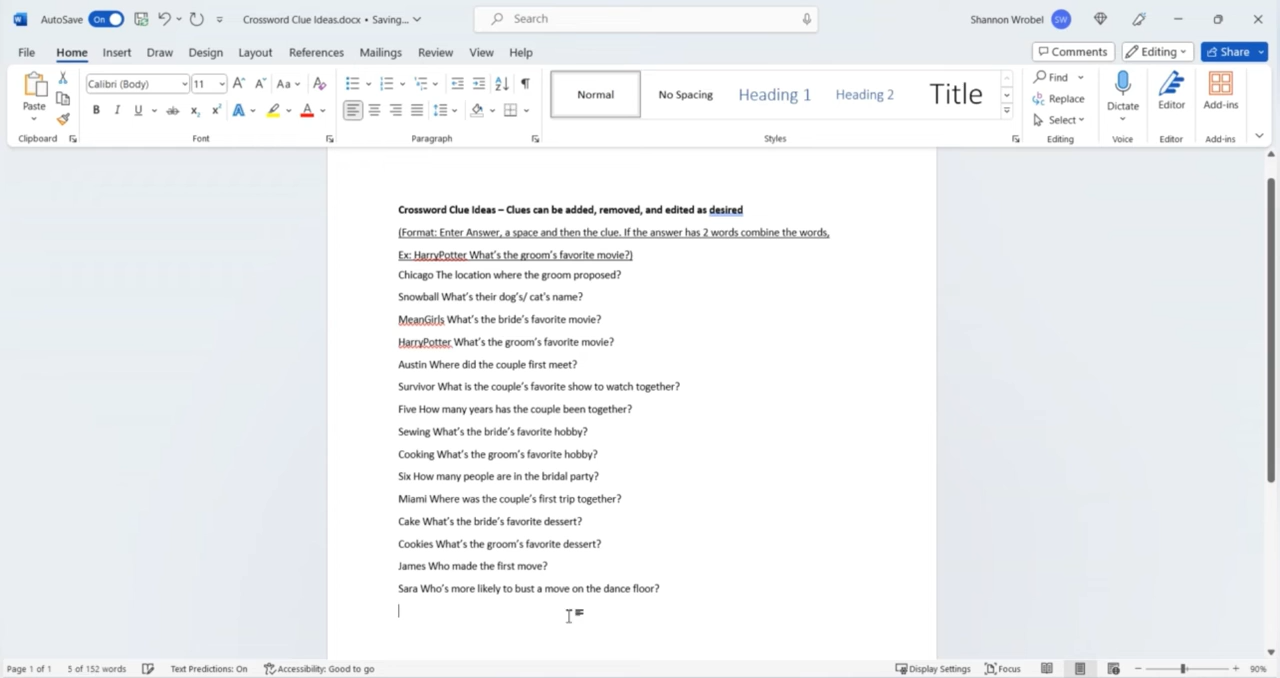 AutoSave On Crossword Clue Ideas.docx • Saving... Search Shannon Wrobel SW
File Home Insert Draw Design Layout References Mailings Review View Help Comments Editing Share
Paste Calibri (Body) 11 A A Aa A Normal No Spacing Heading 1 Heading 2 Title Find Replace Select Dictate Editor Add-ins
B I U ab x₂ x² A A
Clipboard Font Paragraph Styles Editing Voice Editor Add-ins
Crossword Clue Ideas – Clues can be added, removed, and edited as desired
(Format: Enter Answer, a space and then the clue. If the answer has 2 words combine the words,
Ex: HarryPotter What's the groom's favorite movie?)
Chicago The location where the groom proposed?
Snowball What's their dog's/ cat's name?
MeanGirls What's the bride's favorite movie?
HarryPotter What's the groom's favorite movie?
Austin Where did the couple first meet?
Survivor What is the couple's favorite show to watch together?
Five How many years has the couple been together?
Sewing What's the bride's favorite hobby?
Cooking What's the groom's favorite hobby?
Six How many people are in the bridal party?
Miami Where was the couple's first trip together?
Cake What's the bride's favorite dessert?
Cookies What's the groom's favorite dessert?
James Who made the first move?
Sara Who's more likely to bust a move on the dance floor?
Page 1 of 1 5 of 152 words Text Predictions: On Accessibility: Good to go Display Settings Focus 90%